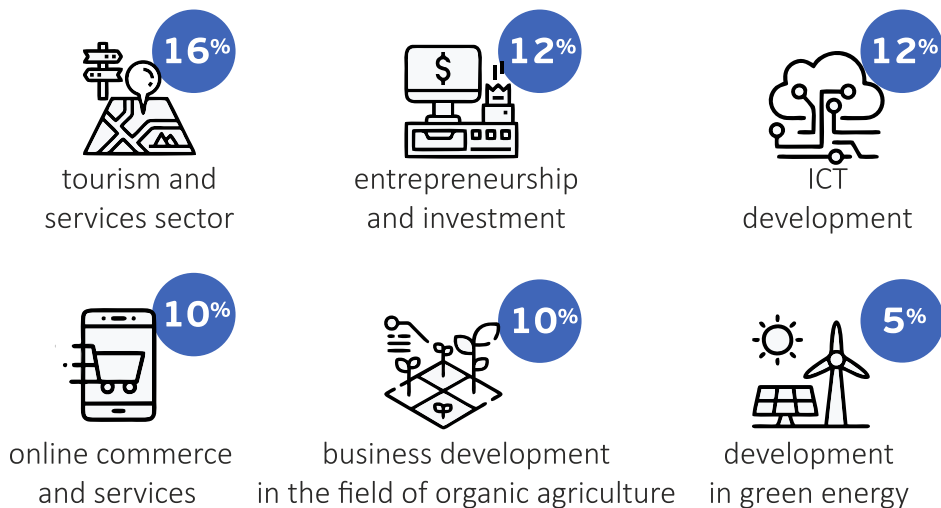 16%
tourism and
services sector
$
12%
entrepreneurship
and investment
12%
ICT
development
10%
online commerce
and services
10%
business development
in the field of organic agriculture
5%
development
in green energy